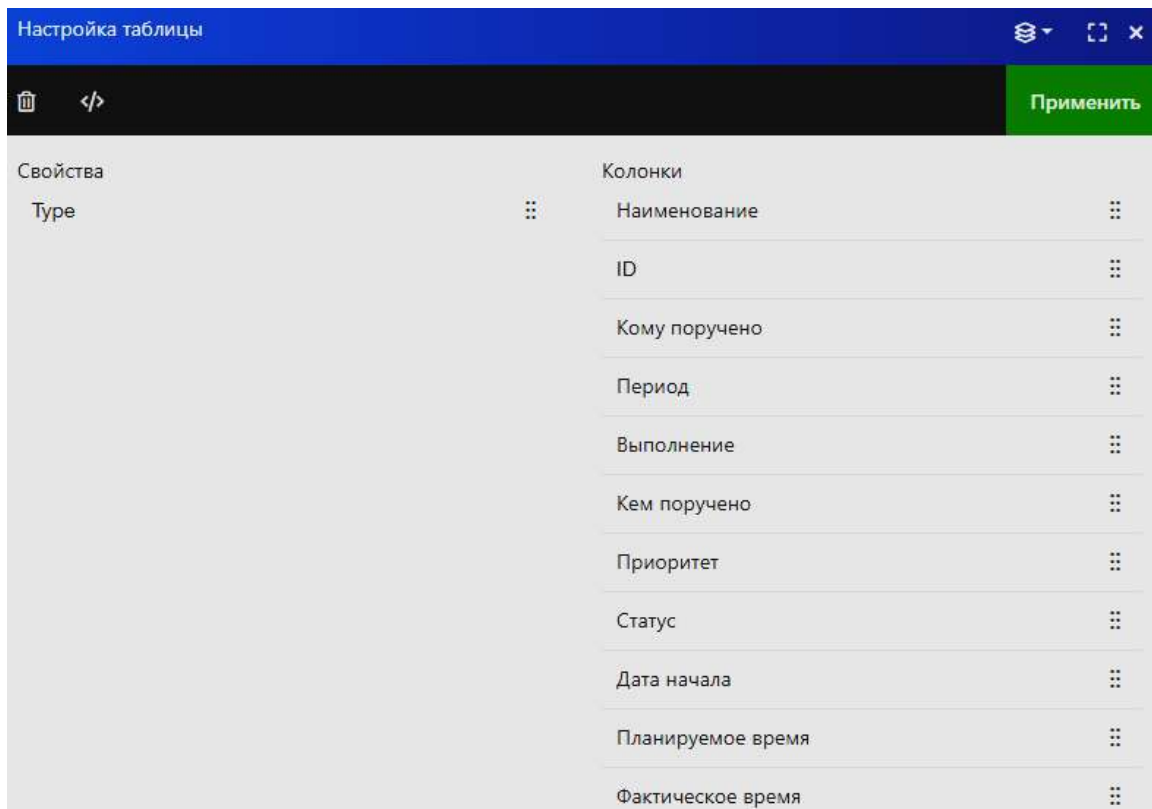 Настройка таблицы
</>
Применить
Свойства
Type
Колонки
Наименование
ID
Кому поручено
Период
Выполнение
Кем поручено
Приоритет
Статус
Дата начала
Планируемое время
Фактическое время